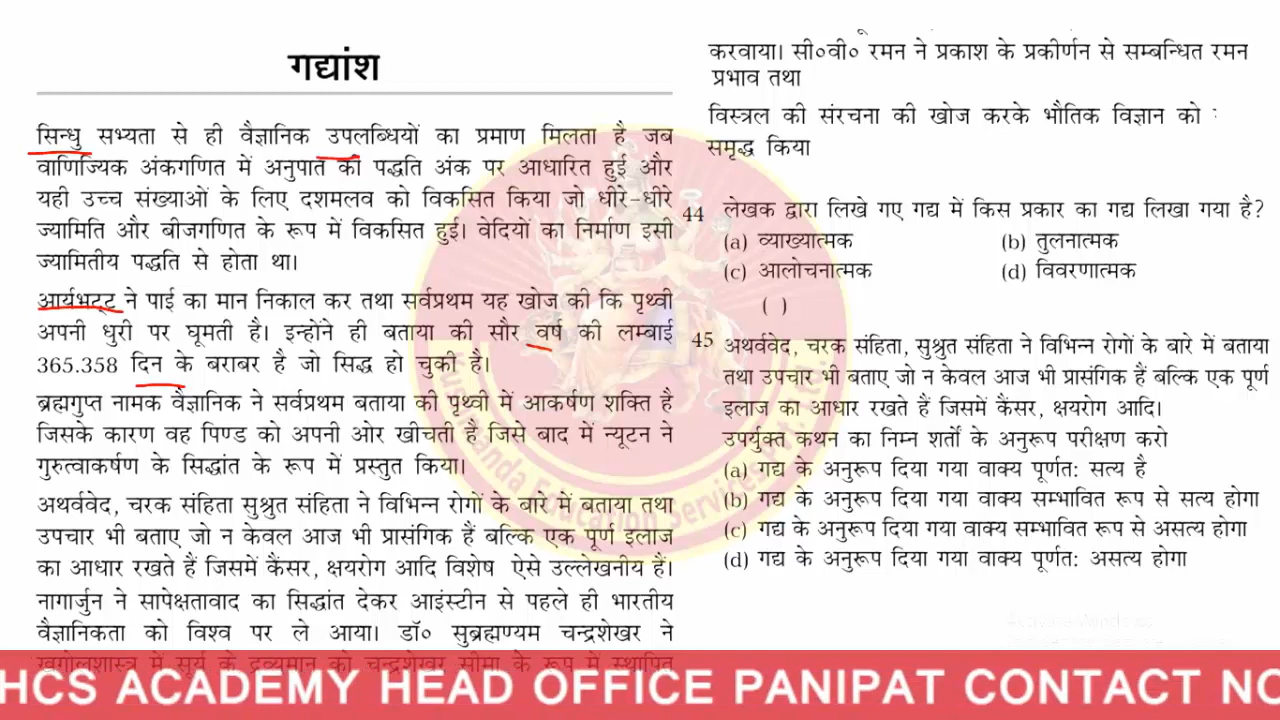 गद्यांश
सिन्धु सभ्यता से ही वैज्ञानिक उपलब्धियों का प्रमाण मिलता है जब
वाणिज्यिक अंकगणित में अनुपात की पद्धति अंक पर आधारित हुई और
यही उच्च संख्याओं के लिए दशमलव को विकसित किया जो धीरे-धीरे
ज्यामिति और बीजगणित के रूप में विकसित हुई। वेदियों का निर्माण इसी
ज्यामितीय पद्धति से होता था।
आर्यभट्ट ने पाई का मान निकाल कर तथा सर्वप्रथम यह खोज की कि पृथ्वी
अपनी धुरी पर घूमती है। इन्होंने ही बताया की सौर वर्ष की लम्बाई
365.358 दिन के बराबर है जो सिद्ध हो चुकी है।
ब्रह्मगुप्त नामक वैज्ञानिक ने सर्वप्रथम बताया की पृथ्वी में आकर्षण शक्ति है
जिसके कारण वह पिण्ड को अपनी ओर खीचती है जिसे बाद में न्यूटन ने
गुरुत्वाकर्षण के सिद्धांत के रूप में प्रस्तुत किया।
अथर्ववेद, चरक संहिता सुश्रुत संहिता ने विभिन्न रोगों के बारे में बताया तथा
उपचार भी बताए जो न केवल आज भी प्रासंगिक हैं बल्कि एक पूर्ण इलाज
का आधार रखते हैं जिसमें कैंसर, क्षयरोग आदि विशेष ऐसे उल्लेखनीय हैं।
नागार्जुन ने सापेक्षतावाद का सिद्धांत देकर आइंस्टीन से पहले ही भारतीय
वैज्ञानिकता को विश्व पर ले आया। डॉ० सुब्रह्मण्यम चन्द्रशेखर ने
खगोलशास्त्र में सूर्य के द्रव्यमान को चन्द्रशेखर सीमा के रूप में स्थापित
करवाया। सी०वी० रमन ने प्रकाश के प्रकीर्णन से सम्बन्धित रमन
प्रभाव तथा
विस्त्रल की संरचना की खोज करके भौतिक विज्ञान को
समृद्ध किया
44 लेखक द्वारा लिखे गए गद्य में किस प्रकार का गद्य लिखा गया है?
(a) व्याख्यात्मक (b) तुलनात्मक
(c) आलोचनात्मक (d) विवरणात्मक
( )
45 अथर्ववेद, चरक संहिता, सुश्रुत संहिता ने विभिन्न रोगों के बारे में बताया
तथा उपचार भी बताए जो न केवल आज भी प्रासंगिक हैं बल्कि एक पूर्ण
इलाज का आधार रखते हैं जिसमें कैंसर, क्षयरोग आदि।
उपर्युक्त कथन का निम्न शर्तों के अनुरूप परीक्षण करो
(a) गद्य के अनुरूप दिया गया वाक्य पूर्णत: सत्य है
(b) गद्य के अनुरूप दिया गया वाक्य सम्भावित रूप से सत्य होगा
(c) गद्य के अनुरूप दिया गया वाक्य सम्भावित रूप से असत्य होगा
(d) गद्य के अनुरूप दिया गया वाक्य पूर्णत: असत्य होगा
HCS ACADEMY HEAD OFFICE PANIPAT CONTACT NO